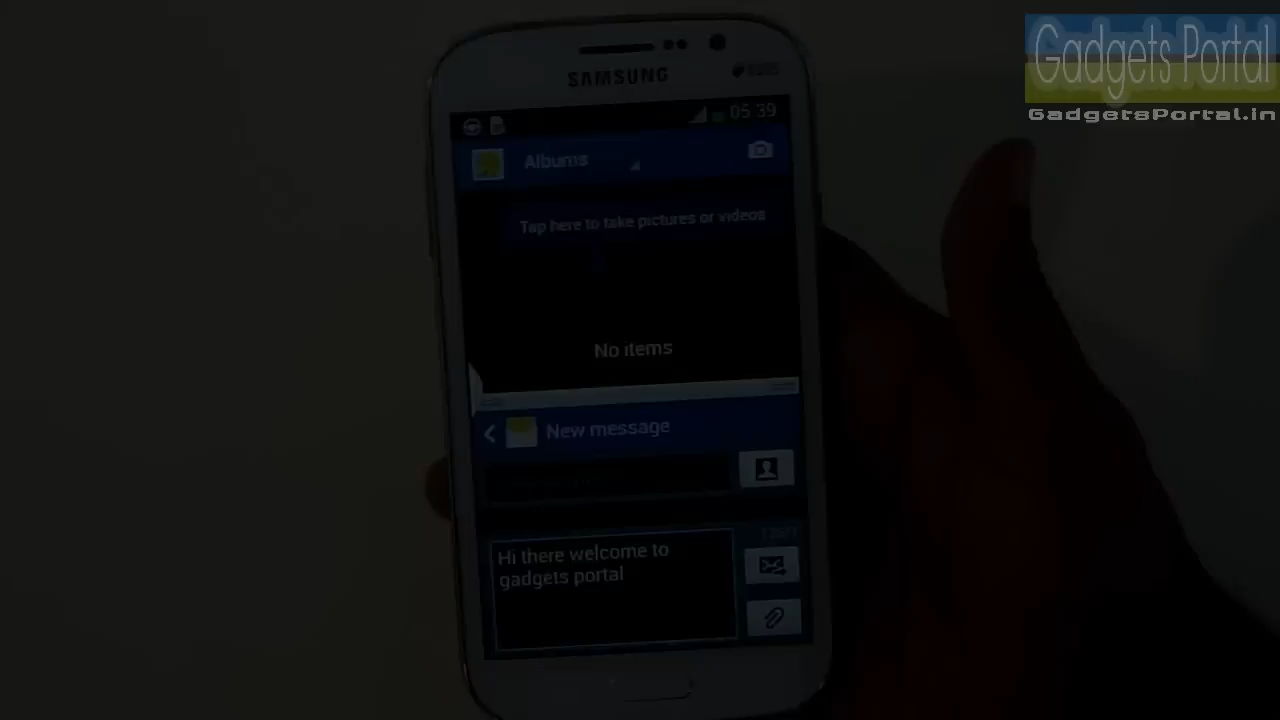 Gadgets Portal
GadgetsPortal.in
SAMSUNG
05:39
Albums
Tap here to take pictures or videos
No items
New message
Hi there welcome to
gadgets portal